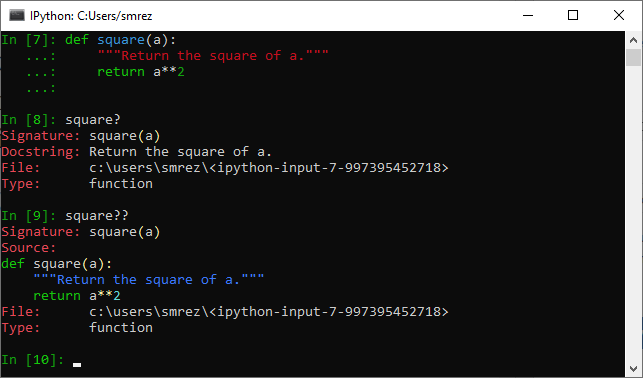 IPython: C:Users/smrez
In [7]: def square(a):
   ...:     """Return the square of a."""
   ...:     return a**2
   ...:
In [8]: square?
Signature: square(a)
Docstring: Return the square of a.
File:      c:\users\smrez\<ipython-input-7-997395452718>
Type:      function
In [9]: square??
Signature: square(a)
Source:
def square(a):
    """Return the square of a."""
    return a**2
File:      c:\users\smrez\<ipython-input-7-997395452718>
Type:      function
In [10]: